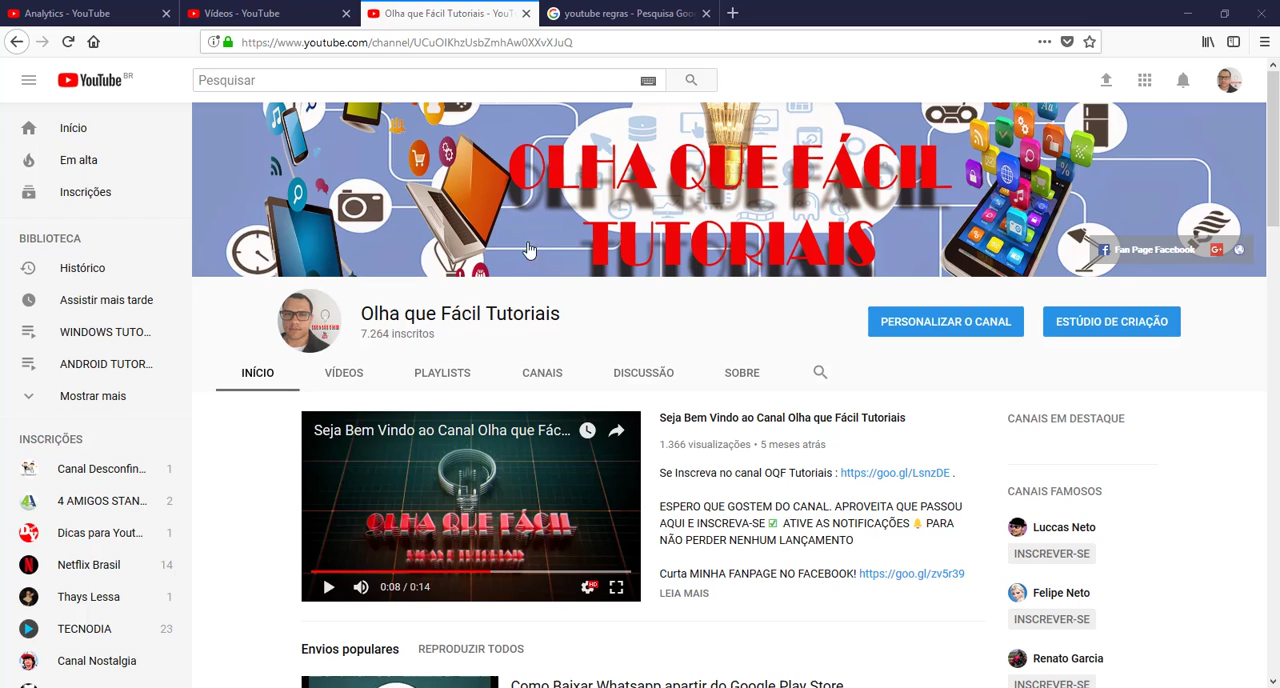 Analytics - YouTube
Vídeos - YouTube
Olha que Fácil Tutoriais - YouT
youtube regras - Pesquisa Goo
https://www.youtube.com/channel/UCuOIKhzUsbZmhAw0XXvXJuQ
YouTube BR
Pesquisar
Início
Em alta
Inscrições
BIBLIOTECA
Histórico
Assistir mais tarde
WINDOWS TUTO...
ANDROID TUTOR...
Mostrar mais
INSCRIÇÕES
Canal Desconfin... 1
4 AMIGOS STAN... 2
Dicas para Yout... 1
Netflix Brasil 14
Thays Lessa 1
TECNODIA 23
Canal Nostalgia
OLHA QUE FÁCIL
TUTORIAIS
Fan Page Facebook
Olha que Fácil Tutoriais
7.264 inscritos
PERSONALIZAR O CANAL
ESTÚDIO DE CRIAÇÃO
INÍCIO VÍDEOS PLAYLISTS CANAIS DISCUSSÃO SOBRE
Seja Bem Vindo ao Canal Olha que Fác...
OLHA QUE FÁCIL
DICAS E TUTORIAIS
0:08 / 0:14
HD
Seja Bem Vindo ao Canal Olha que Fácil Tutoriais
1.366 visualizações • 5 meses atrás
Se Inscreva no canal OQF Tutoriais : https://goo.gl/LsnzDE .
ESPERO QUE GOSTEM DO CANAL. APROVEITA QUE PASSOU
AQUI E INSCREVA-SE ☑ ATIVE AS NOTIFICAÇÕES 🔔 PARA
NÃO PERDER NENHUM LANÇAMENTO
Curta MINHA FANPAGE NO FACEBOOK! https://goo.gl/zv5r39
LEIA MAIS
CANAIS EM DESTAQUE
CANAIS FAMOSOS
Luccas Neto
INSCREVER-SE
Felipe Neto
INSCREVER-SE
Renato Garcia
INSCREVER-SE
Envios populares REPRODUZIR TODOS
Como Baixar Whatsapp apartir do Google Play Store